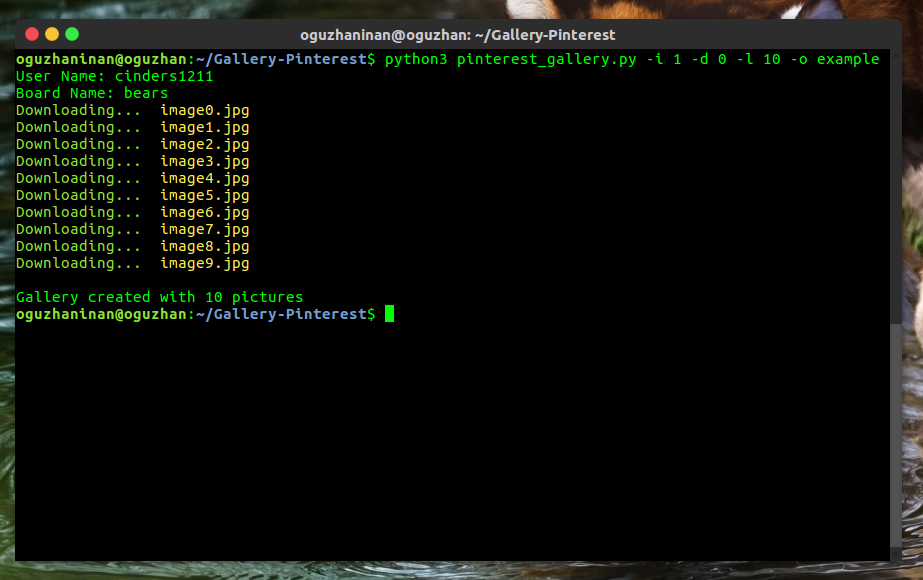 oguzhaninan@oguzhan: ~/Gallery-Pinterest
oguzhaninan@oguzhan:~/Gallery-Pinterest$ python3 pinterest_gallery.py -i 1 -d 0 -l 10 -o example
User Name: cinders1211
Board Name: bears
Downloading...  image0.jpg
Downloading...  image1.jpg
Downloading...  image2.jpg
Downloading...  image3.jpg
Downloading...  image4.jpg
Downloading...  image5.jpg
Downloading...  image6.jpg
Downloading...  image7.jpg
Downloading...  image8.jpg
Downloading...  image9.jpg
Gallery created with 10 pictures
oguzhaninan@oguzhan:~/Gallery-Pinterest$